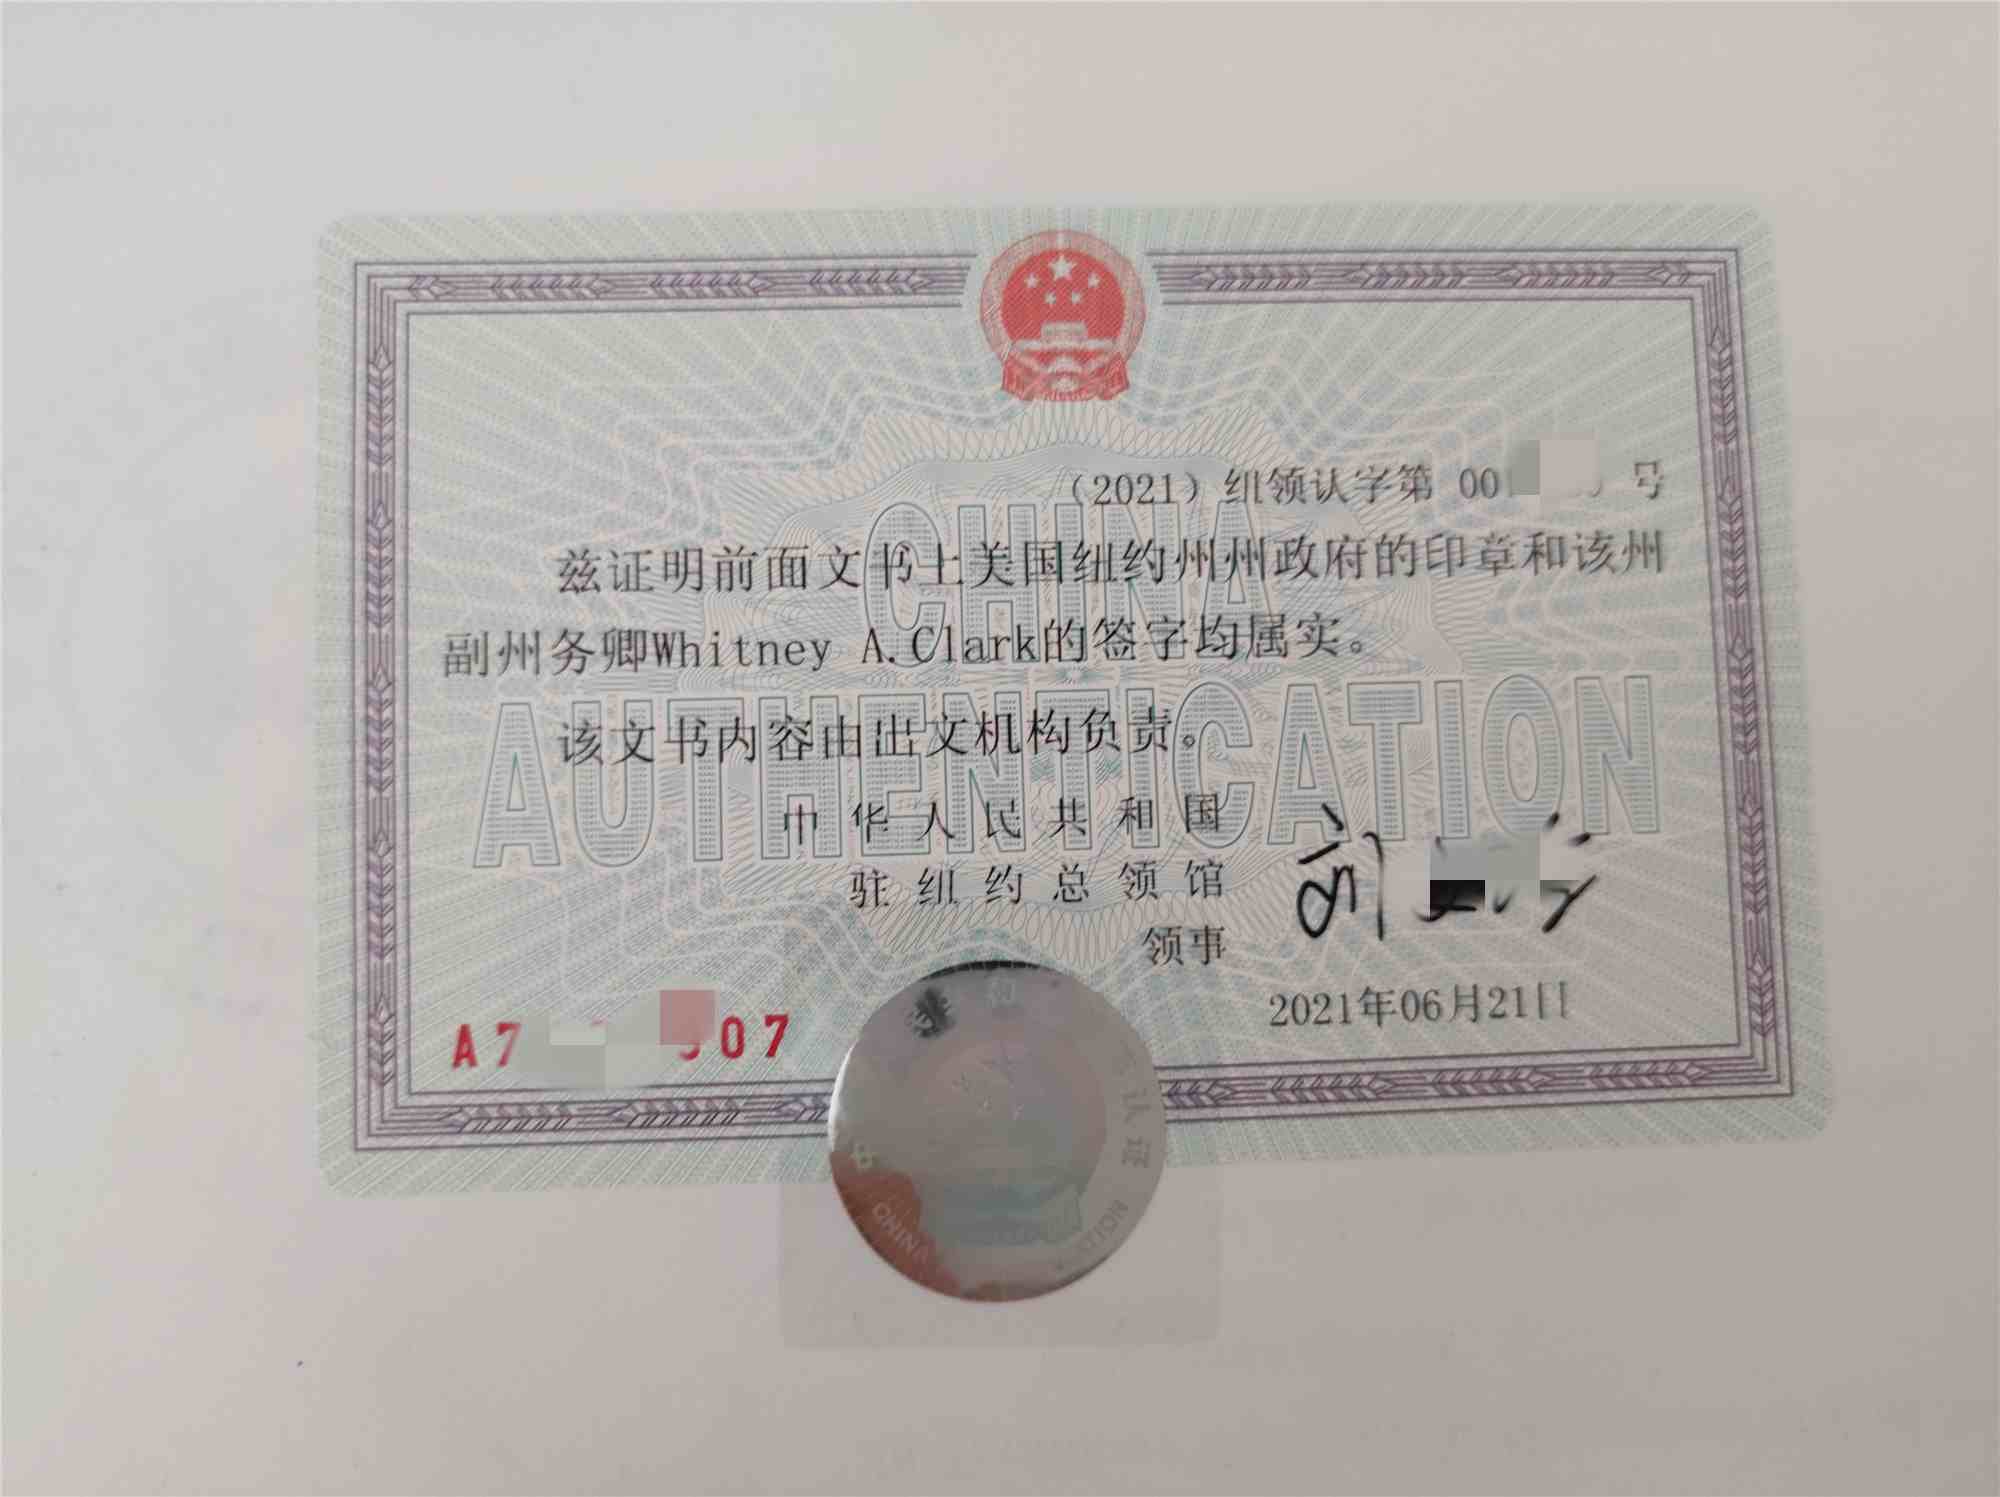 (2021) 纽领认字第 00 号
兹证明前面文书上美国纽约州州政府的印章和该州
副州务卿Whitney A.Clark的签字均属实。
该文书内容由出文机构负责。
中华人民共和国
驻纽约总领馆
领事
2021年06月21日
A7 07
CHINA
AUTHENTICATION
认证
CHINA